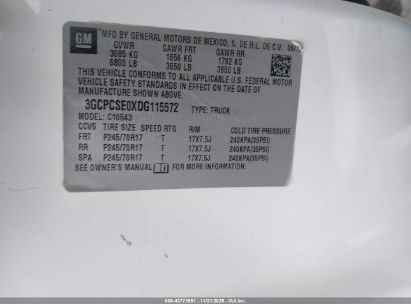 GM
MFD BY GENERAL MOTORS DE MEXICO, S. DE R.L. DE C.V.
GVWR GAWR FRT GAWR RR
3085 KG 1656 KG 1792 KG
6800 LB 3650 LB 3950 LB
THIS VEHICLE CONFORMS TO ALL APPLICABLE U.S. FEDERAL MOTOR
VEHICLE SAFETY STANDARDS IN EFFECT ON THE DATE OF
MANUFACTURE SHOWN ABOVE.
3GCPCSE0XDG115572 TYPE: TRUCK
MODEL: C10543
CCVS TIRE SIZE SPEED RTG RIM COLD TIRE PRESSURE
FRT P245/70R17 T 17X7.5J 240KPA(35PSI)
RR P245/70R17 T 17X7.5J 240KPA(35PSI)
SPA P245/70R17 T 17X7.5J 240KPA(35PSI)
SEE OWNER'S MANUAL FOR MORE INFORMATION.